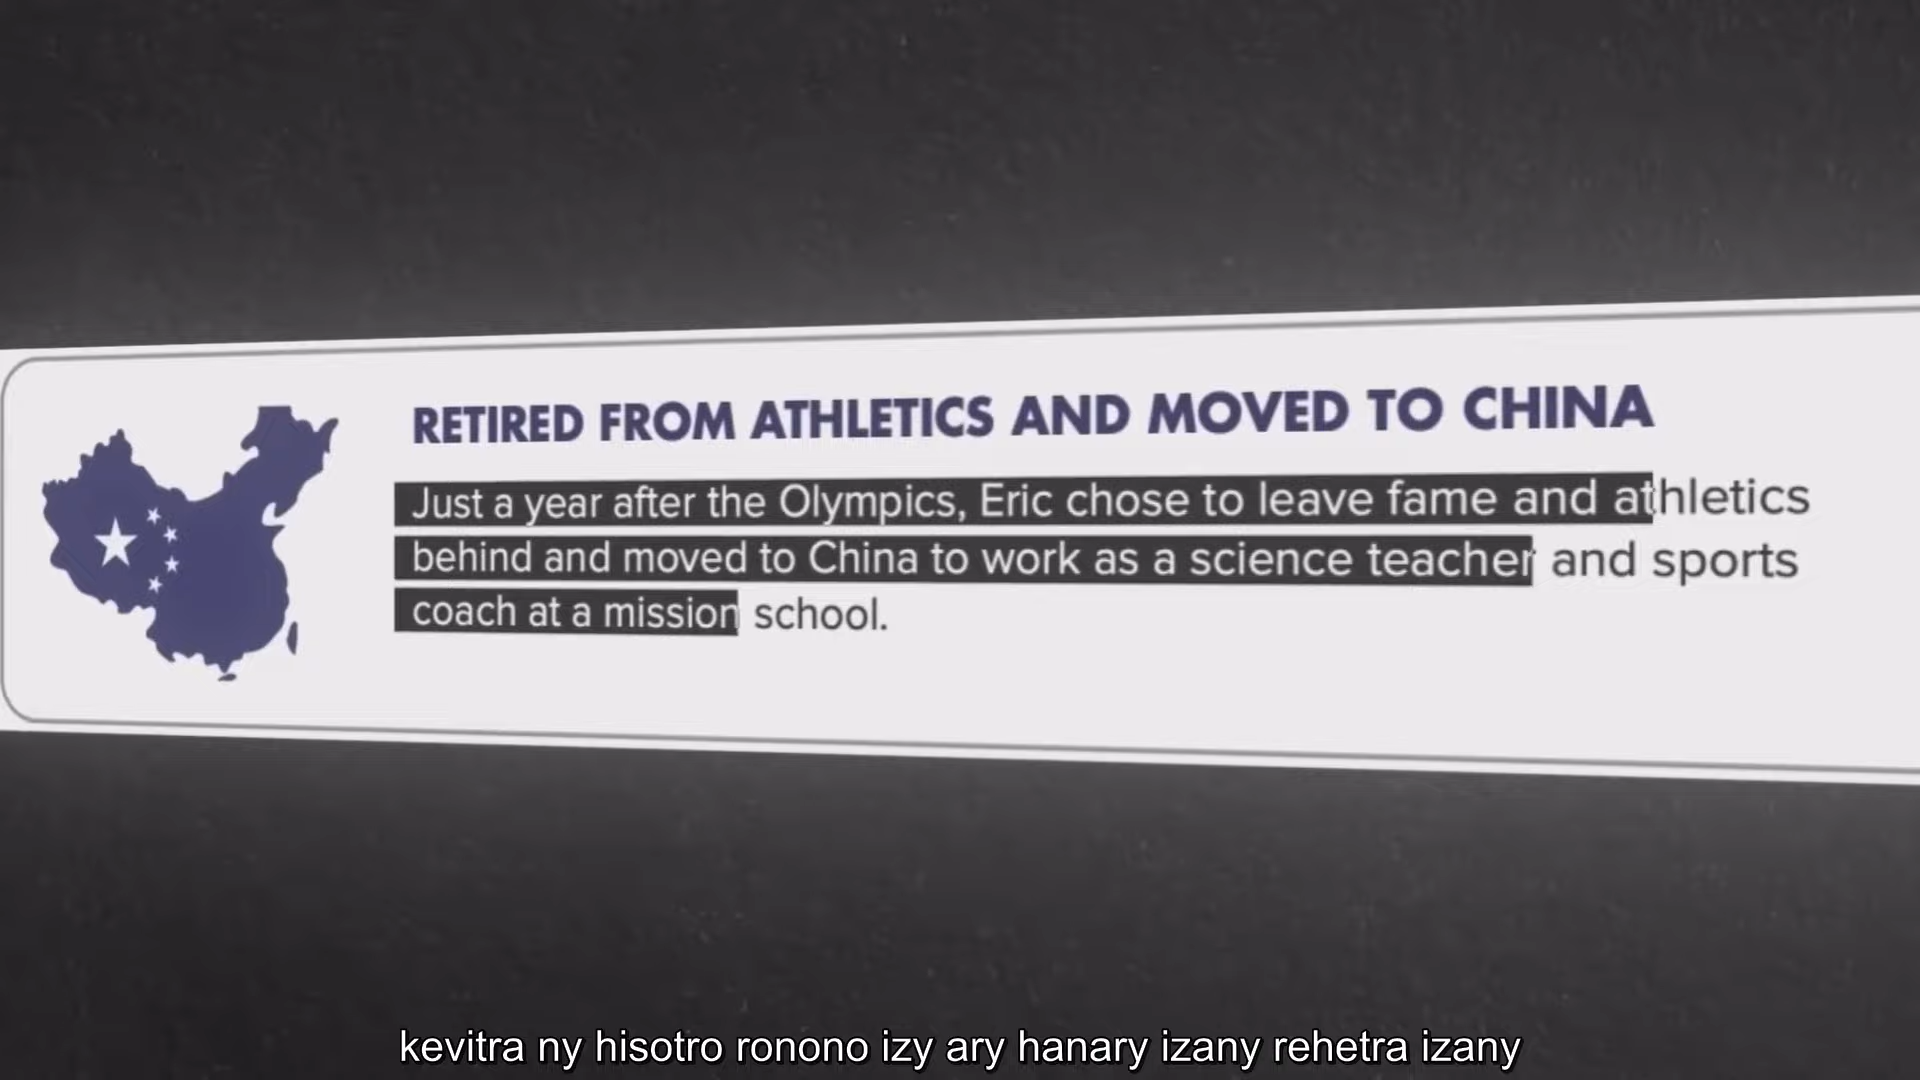 RETIRED FROM ATHLETICS AND MOVED TO CHINA
Just a year after the Olympics, Eric chose to leave fame and athletics
behind and moved to China to work as a science teacher and sports
coach at a mission school.
kevitra ny hisotro ronono izy ary hanary izany rehetra izany